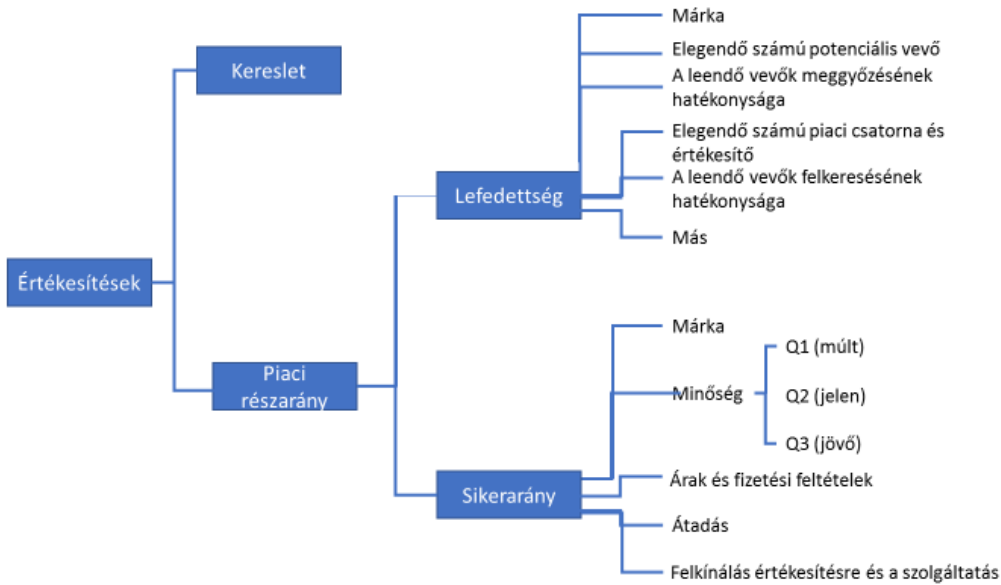 Márka
Elegendő számú potenciális vevő
A leendő vevők meggyőzésének
hatékonysága
Elegendő számú piaci csatorna és
értékesítő
A leendő vevők felkeresésének
hatékonysága
Más
Kereslet
Lefedettség
Értékesítések
Piaci
részarány
Sikerarány
Márka
Minőség
Q1 (múlt)
Q2 (jelen)
Q3 (jövő)
Árak és fizetési feltételek
Átadás
Felkínálás értékesítésre és a szolgáltatás